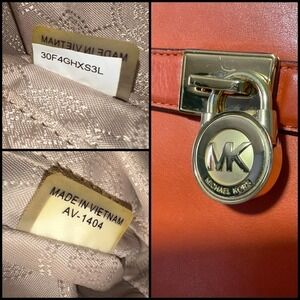 MADE IN VIETNAM
30F4GHXS3L
MADE IN VIETNAM
AV-1404
MK
MICHAEL KORS